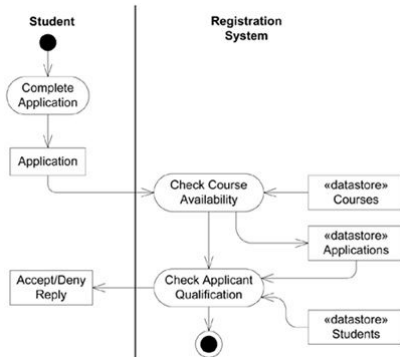 Student
Registration
System
Complete
Application
Application
Check Course
Availability
«datastore»
Courses
«datastore»
Applications
Accept/Deny
Reply
Check Applicant
Qualification
«datastore»
Students